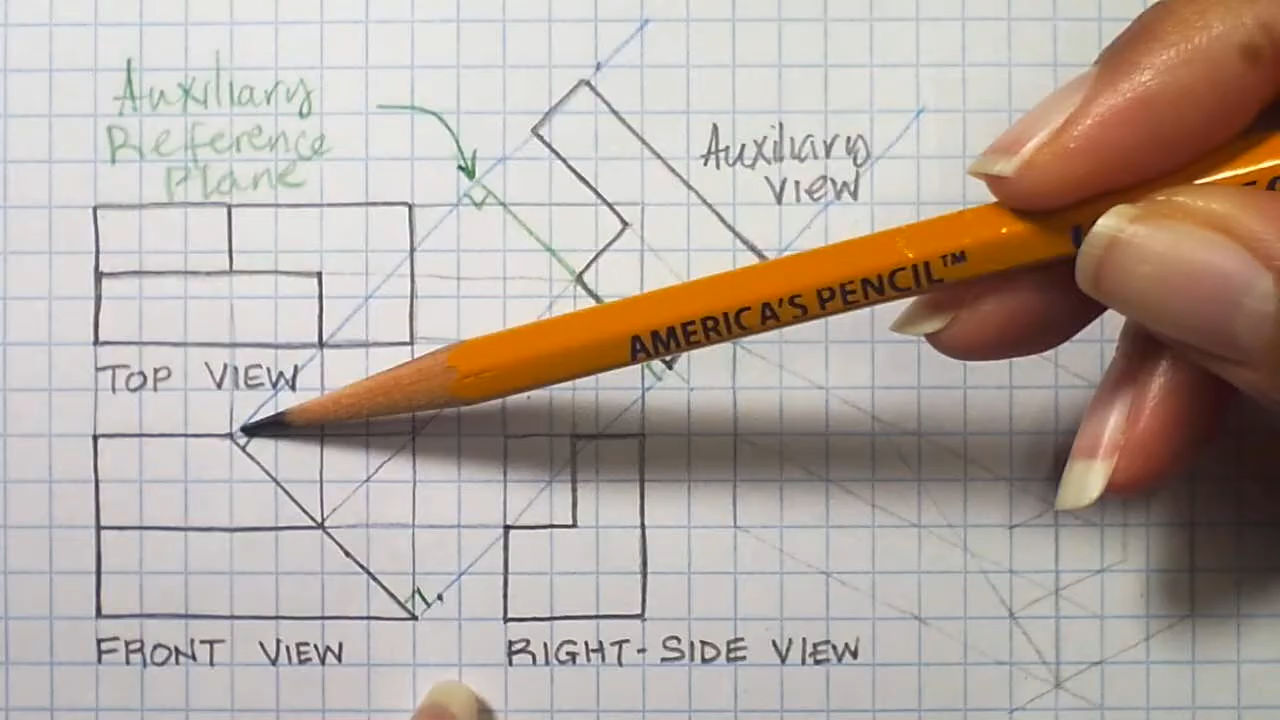 Auxiliary
Reference
Plane
Auxiliary
View
AMERICA'S PENCIL™
TOP VIEW
FRONT VIEW
RIGHT-SIDE VIEW